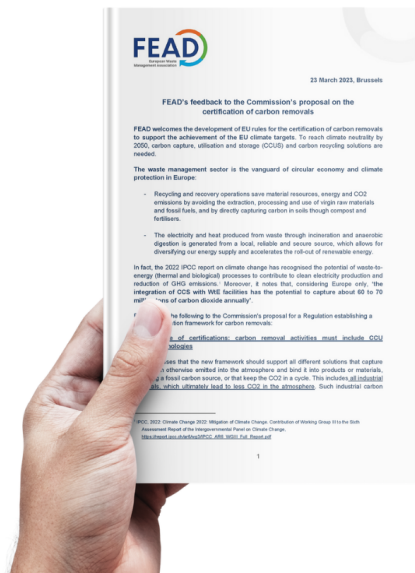 FEAD
European Waste
Management Association
23 March 2023, Brussels
FEAD's feedback to the Commission's proposal on the
certification of carbon removals
FEAD welcomes the development of EU rules for the certification of carbon removals
to support the achievement of the EU climate targets. To reach climate neutrality by
2050, carbon capture, utilisation and storage (CCUS) and carbon recycling solutions are
needed.
The waste management sector is the vanguard of circular economy and climate
protection in Europe:
- Recycling and recovery operations save material resources, energy and CO2
emissions by avoiding the extraction, processing and use of virgin raw materials
and fossil fuels, and by directly capturing carbon in soils though compost and
fertilisers.
- The electricity and heat produced from waste through incineration and anaerobic
digestion is generated from a local, reliable and secure source, which allows for
diversifying our energy supply and accelerates the roll-out of renewable energy.
In fact, the 2022 IPCC report on climate change has recognised the potential of waste-to-
energy (thermal and biological) processes to contribute to clean electricity production and
reduction of GHG emissions.¹ Moreover, it notes that, considering Europe only, 'the
integration of CCS with WtE facilities has the potential to capture about 60 to 70
ons of carbon dioxide annually'.
he following to the Commission's proposal for a Regulation establishing a
tion framework for carbon removals:
of certifications: carbon removal activities must include CCU
nologies
ses that the new framework should support all different solutions that capture
otherwise emitted into the atmosphere and bind it into products or materials,
g a fossil carbon source, or that keep the CO2 in a cycle. This includes all industrial
als, which ultimately lead to less CO2 in the atmosphere. Such industrial carbon
IPCC, 2022: Climate Change 2022: Mitigation of Climate Change. Contribution of Working Group III to the Sixth
Assessment Report of the Intergovernmental Panel on Climate Change.
1